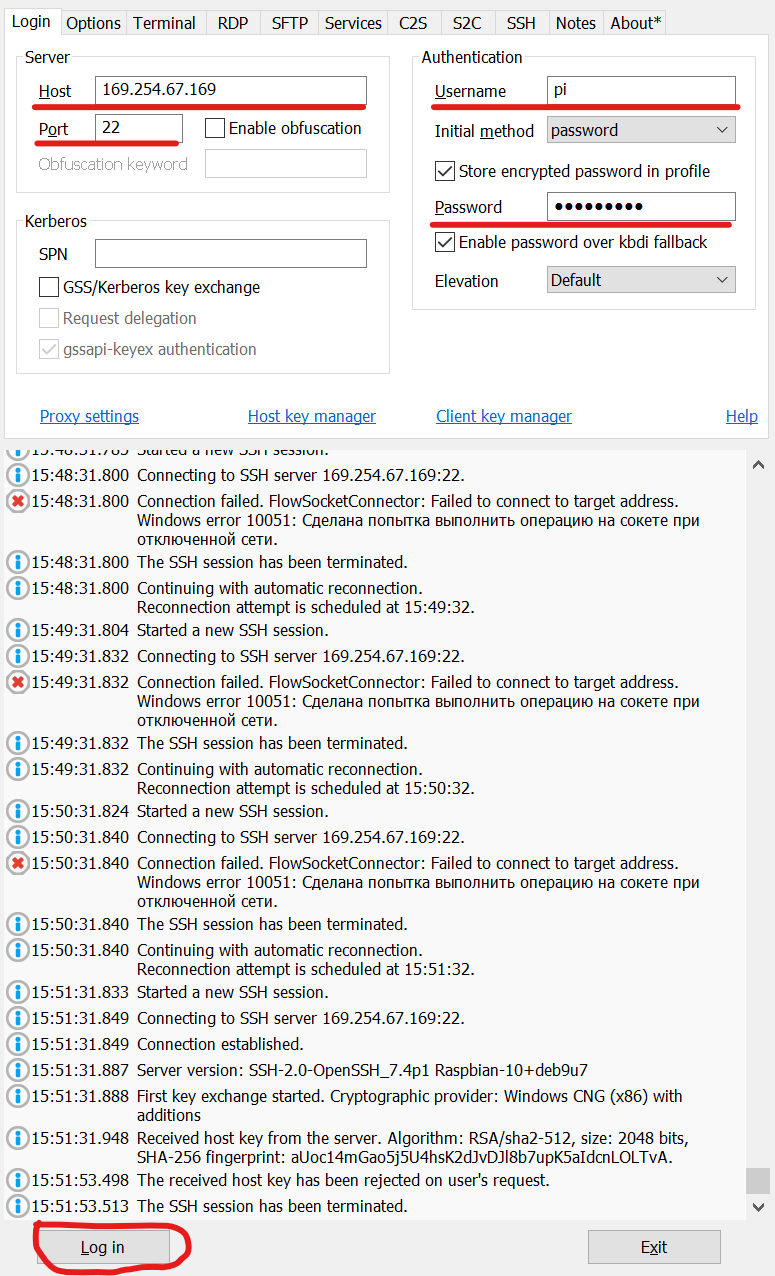 Login Options Terminal RDP SFTP Services C2S S2C SSH Notes About*
Server
Host 169.254.67.169
Port 22 Enable obfuscation
Obfuscation keyword
Kerberos
SPN
GSS/Kerberos key exchange
Request delegation
gssapi-keyex authentication
Authentication
Username pi
Initial method password
Store encrypted password in profile
Password ●●●●●●●●●
Enable password over kbdi fallback
Elevation Default
Proxy settings Host key manager Client key manager Help
Started a new SSH session.
15:48:31.800 Connecting to SSH server 169.254.67.169:22.
15:48:31.800 Connection failed. FlowSocketConnector: Failed to connect to target address.
Windows error 10051: Сделана попытка выполнить операцию на сокете при
отключенной сети.
15:48:31.800 The SSH session has been terminated.
15:48:31.800 Continuing with automatic reconnection.
Reconnection attempt is scheduled at 15:49:32.
15:49:31.804 Started a new SSH session.
15:49:31.832 Connecting to SSH server 169.254.67.169:22.
15:49:31.832 Connection failed. FlowSocketConnector: Failed to connect to target address.
Windows error 10051: Сделана попытка выполнить операцию на сокете при
отключенной сети.
15:49:31.832 The SSH session has been terminated.
15:49:31.832 Continuing with automatic reconnection.
Reconnection attempt is scheduled at 15:50:32.
15:50:31.824 Started a new SSH session.
15:50:31.840 Connecting to SSH server 169.254.67.169:22.
15:50:31.840 Connection failed. FlowSocketConnector: Failed to connect to target address.
Windows error 10051: Сделана попытка выполнить операцию на сокете при
отключенной сети.
15:50:31.840 The SSH session has been terminated.
15:50:31.840 Continuing with automatic reconnection.
Reconnection attempt is scheduled at 15:51:32.
15:51:31.833 Started a new SSH session.
15:51:31.849 Connecting to SSH server 169.254.67.169:22.
15:51:31.849 Connection established.
15:51:31.887 Server version: SSH-2.0-OpenSSH_7.4p1 Raspbian-10+deb9u7
15:51:31.888 First key exchange started. Cryptographic provider: Windows CNG (x86) with
additions
15:51:31.948 Received host key from the server. Algorithm: RSA/sha2-512, size: 2048 bits,
SHA-256 fingerprint: aUoc14mGao5j5U4hsK2dJvDJl8b7upK5aIdcnLOLTvA.
15:51:53.498 The received host key has been rejected on user's request.
15:51:53.513 The SSH session has been terminated.
Log in Exit